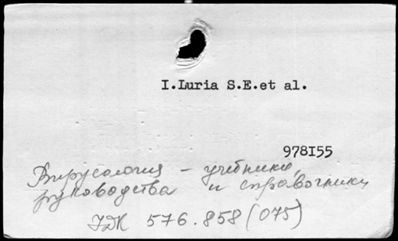 I.Luria S.E.et al.
978I55
Вирусология – учебники,
руководства и справочники
УДК 576.858 (075)